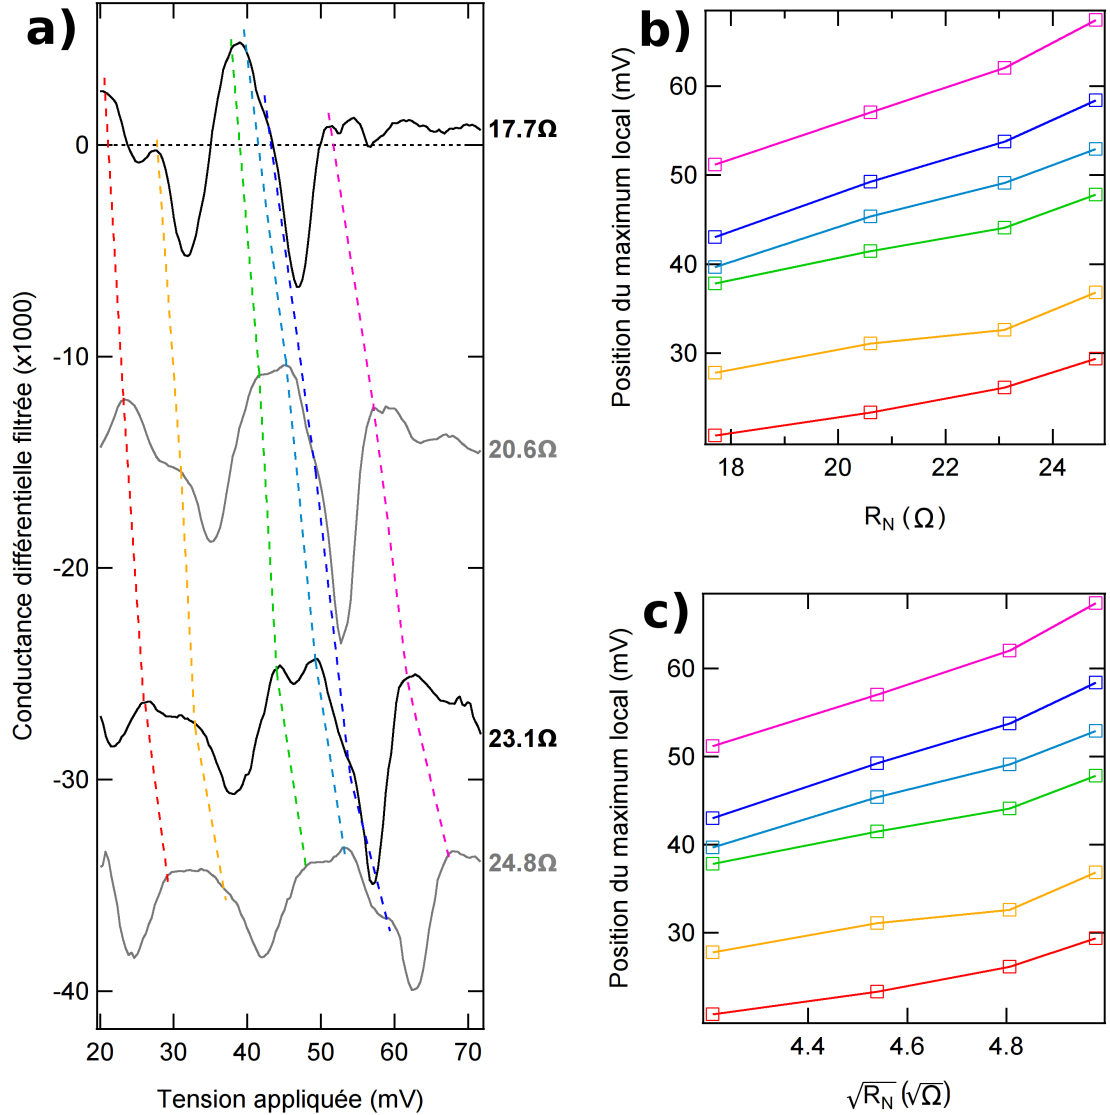 a)
Conductance différentielle filtrée (x1000)
0
-10
-20
-30
-40
17.7Ω
20.6Ω
23.1Ω
24.8Ω
20 30 40 50 60 70
Tension appliquée (mV)
b)
Position du maximum local (mV)
60
50
40
30
18 20 22 24
R_N (Ω)
c)
Position du maximum local (mV)
60
50
40
30
4.4 4.6 4.8
√R_N (√Ω)